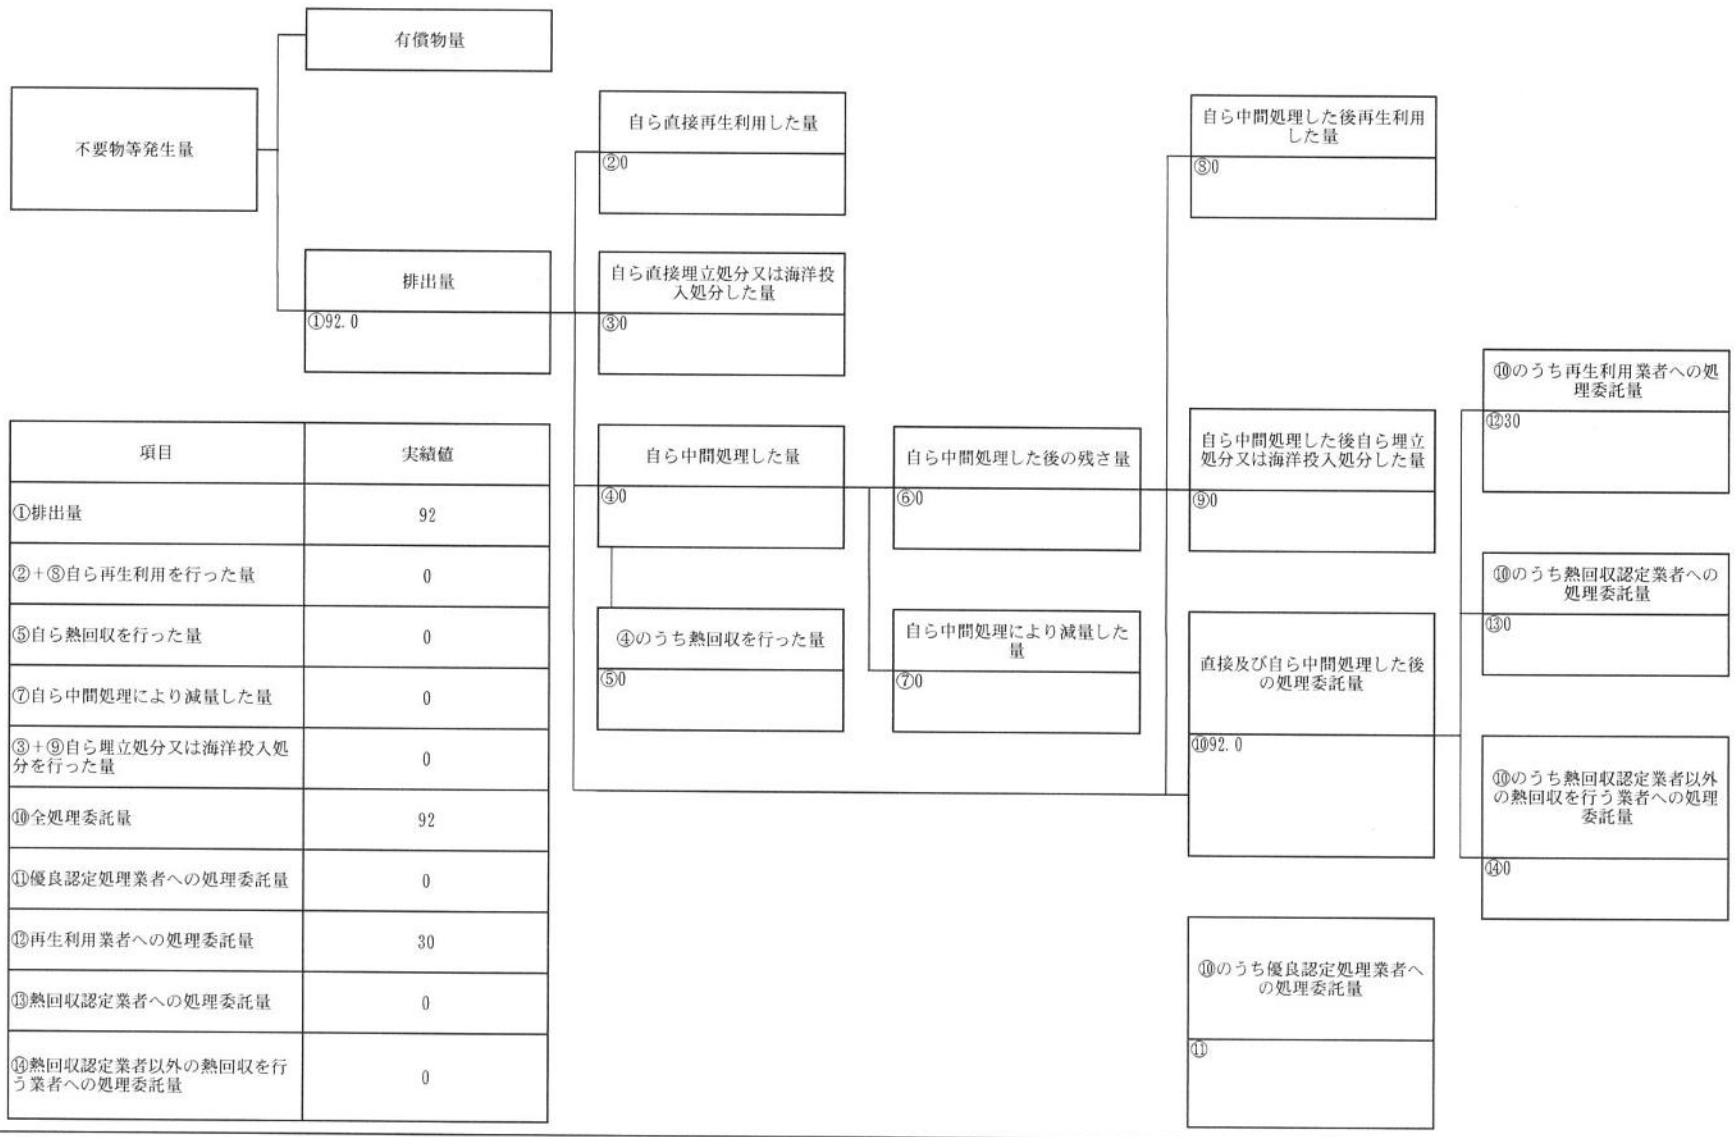 有償物量
不要物等発生量
排出量
①92.0
自ら直接再生利用した量
②0
自ら直接埋立処分又は海洋投
入処分した量
③0
自ら中間処理した量
④0
④のうち熱回収を行った量
⑤0
自ら中間処理した後の残さ量
⑥0
自ら中間処理により減量した
量
⑦0
自ら中間処理した後再生利用
した量
⑧0
自ら中間処理した後自ら埋立
処分又は海洋投入処分した量
⑨0
直接及び自ら中間処理した後
の処理委託量
⑩92.0
⑩のうち優良認定処理業者へ
の処理委託量
⑪
⑩のうち再生利用業者への処
理委託量
⑫30
⑩のうち熱回収認定業者への
処理委託量
⑬0
⑩のうち熱回収認定業者以外
の熱回収を行う業者への処理
委託量
⑭0
項目 実績値
①排出量 92
②+⑧自ら再生利用を行った量 0
⑤自ら熱回収を行った量 0
⑦自ら中間処理により減量した量 0
③+⑨自ら埋立処分又は海洋投入処
分を行った量 0
⑩全処理委託量 92
⑪優良認定処理業者への処理委託量 0
⑫再生利用業者への処理委託量 30
⑬熱回収認定業者への処理委託量 0
⑭熱回収認定業者以外の熱回収を行
う業者への処理委託量 0